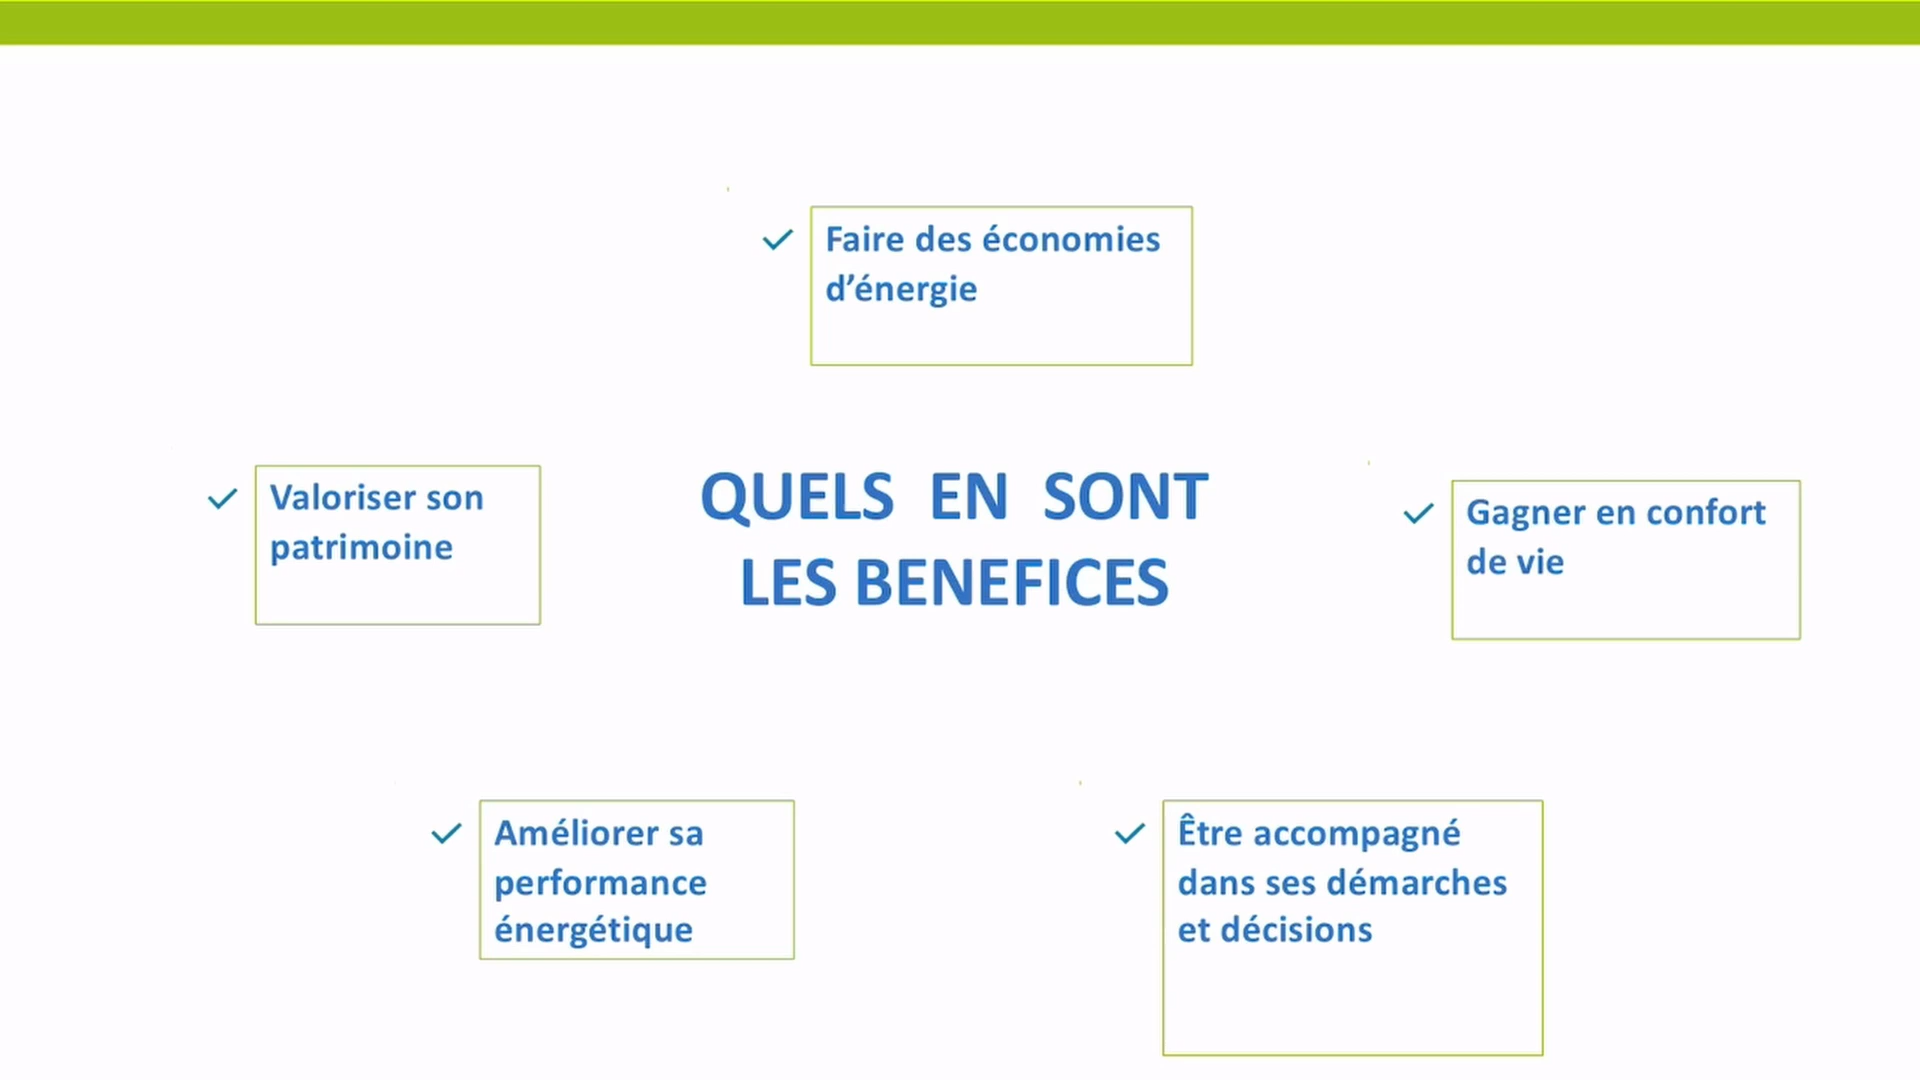 Faire des économies
d’énergie
QUELS EN SONT
LES BENEFICES
Valoriser son
patrimoine
Gagner en confort
de vie
Améliorer sa
performance
énergétique
Être accompagné
dans ses démarches
et décisions